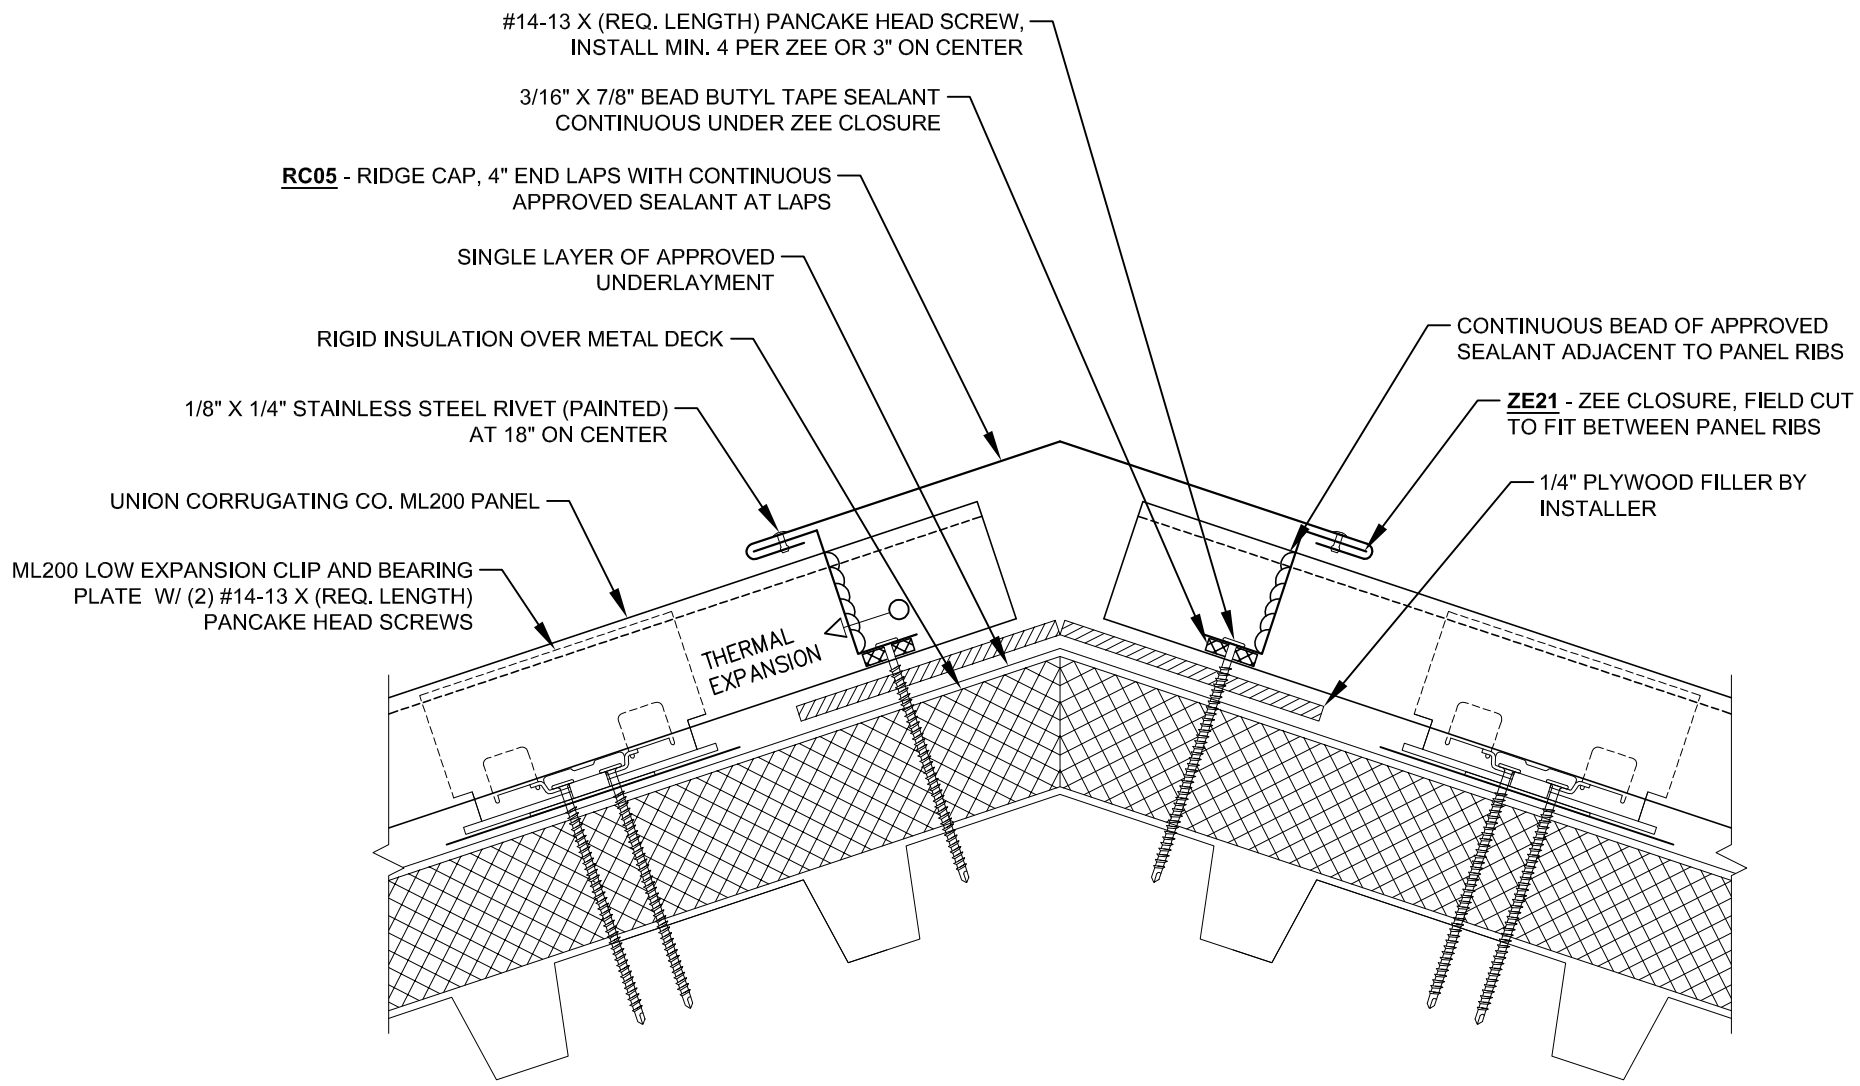 #14-13 X (REQ. LENGTH) PANCAKE HEAD SCREW,
INSTALL MIN. 4 PER ZEE OR 3" ON CENTER
3/16" X 7/8" BEAD BUTYL TAPE SEALANT
CONTINUOUS UNDER ZEE CLOSURE
RC05 - RIDGE CAP, 4" END LAPS WITH CONTINUOUS
APPROVED SEALANT AT LAPS
SINGLE LAYER OF APPROVED
UNDERLAYMENT
RIGID INSULATION OVER METAL DECK
1/8" X 1/4" STAINLESS STEEL RIVET (PAINTED)
AT 18" ON CENTER
UNION CORRUGATING CO. ML200 PANEL
ML200 LOW EXPANSION CLIP AND BEARING
PLATE W/ (2) #14-13 X (REQ. LENGTH)
PANCAKE HEAD SCREWS
THERMAL
EXPANSION
CONTINUOUS BEAD OF APPROVED
SEALANT ADJACENT TO PANEL RIBS
ZE21 - ZEE CLOSURE, FIELD CUT
TO FIT BETWEEN PANEL RIBS
1/4" PLYWOOD FILLER BY
INSTALLER